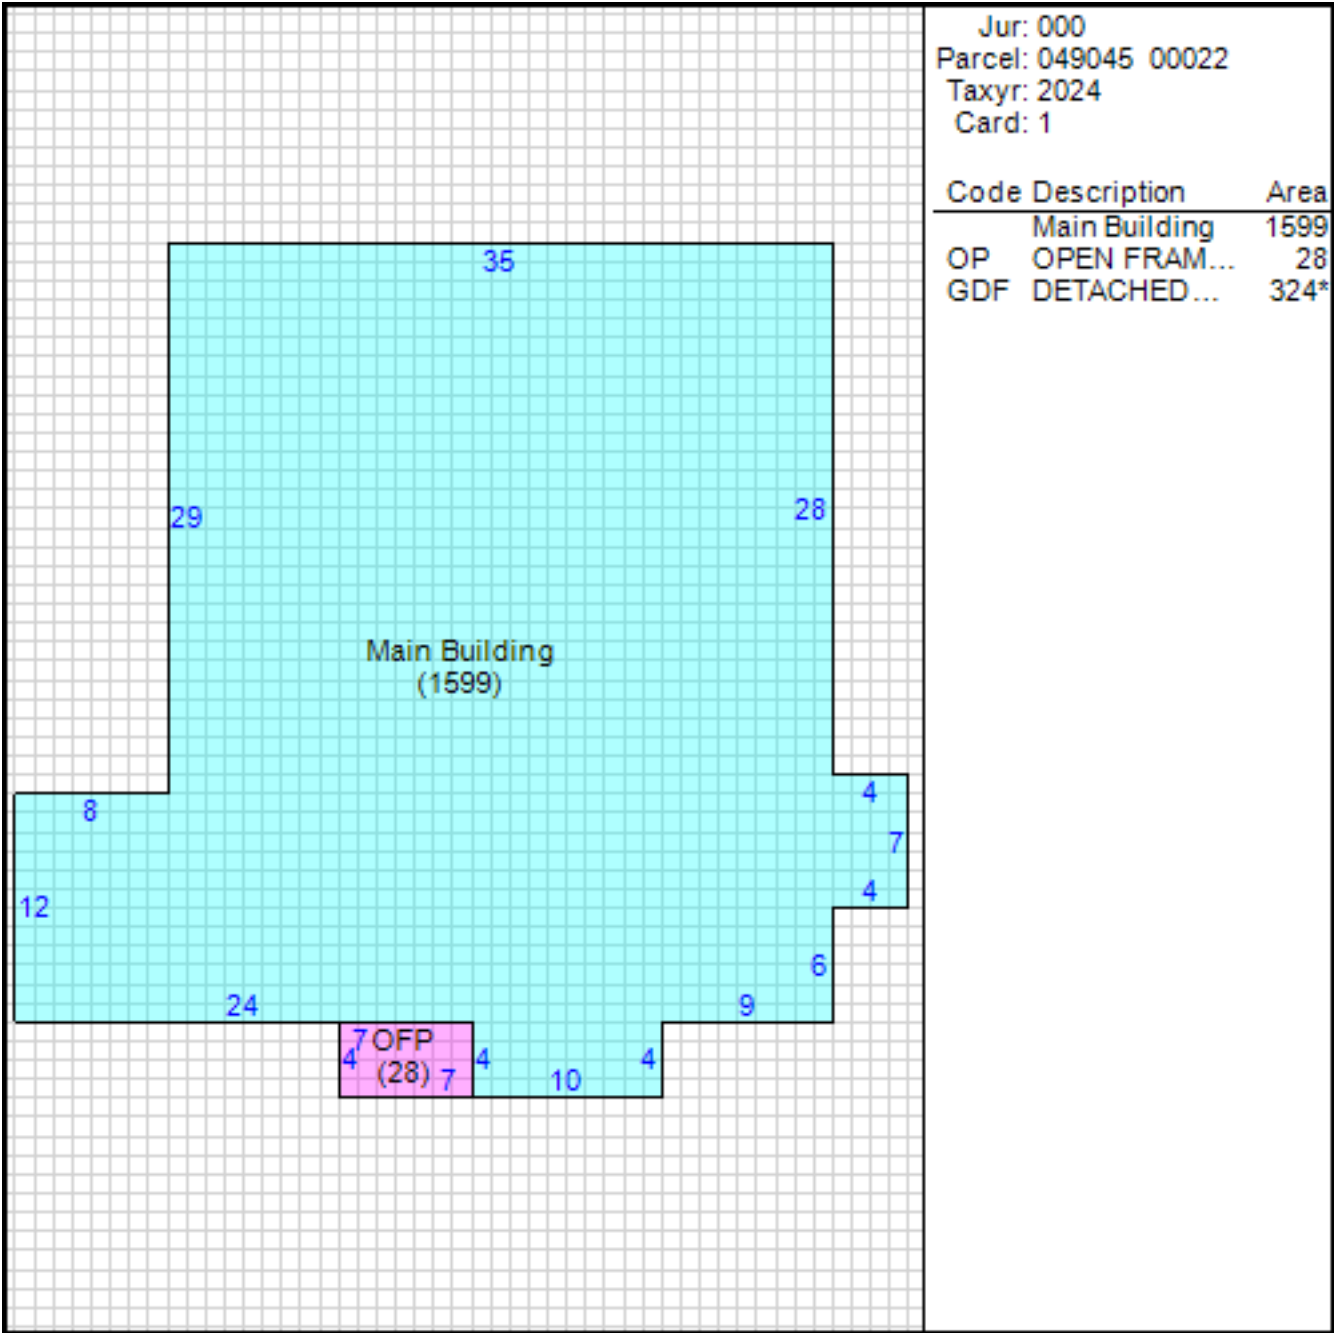 Jur: 000
Parcel: 049045 00022
Taxyr: 2024
Card: 1
Code Description Area
Main Building 1599
OP OPEN FRAM... 28
GDF DETACHED... 324*
35
29
28
Main Building
(1599)
8
4
7
4
12
6
24
9
7 OFP
4
(28) 7
4
10
4